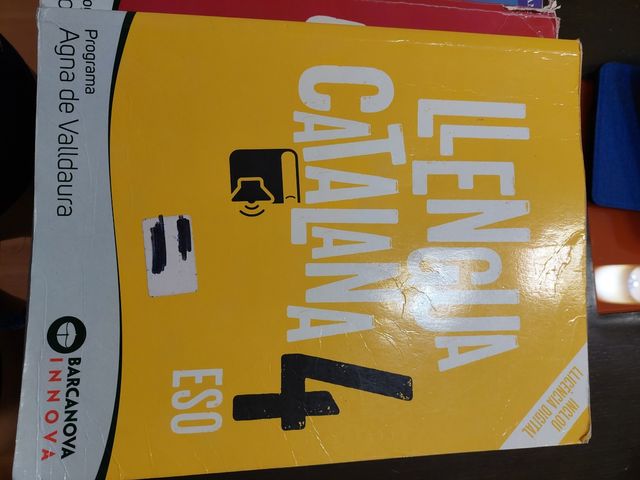 LLENGUA
CATALANA
4
ESO
INCLOU
LLICÈNCIA DIGITAL
Programa
Agna de Valldaura
BARCANOVA
INNOVA